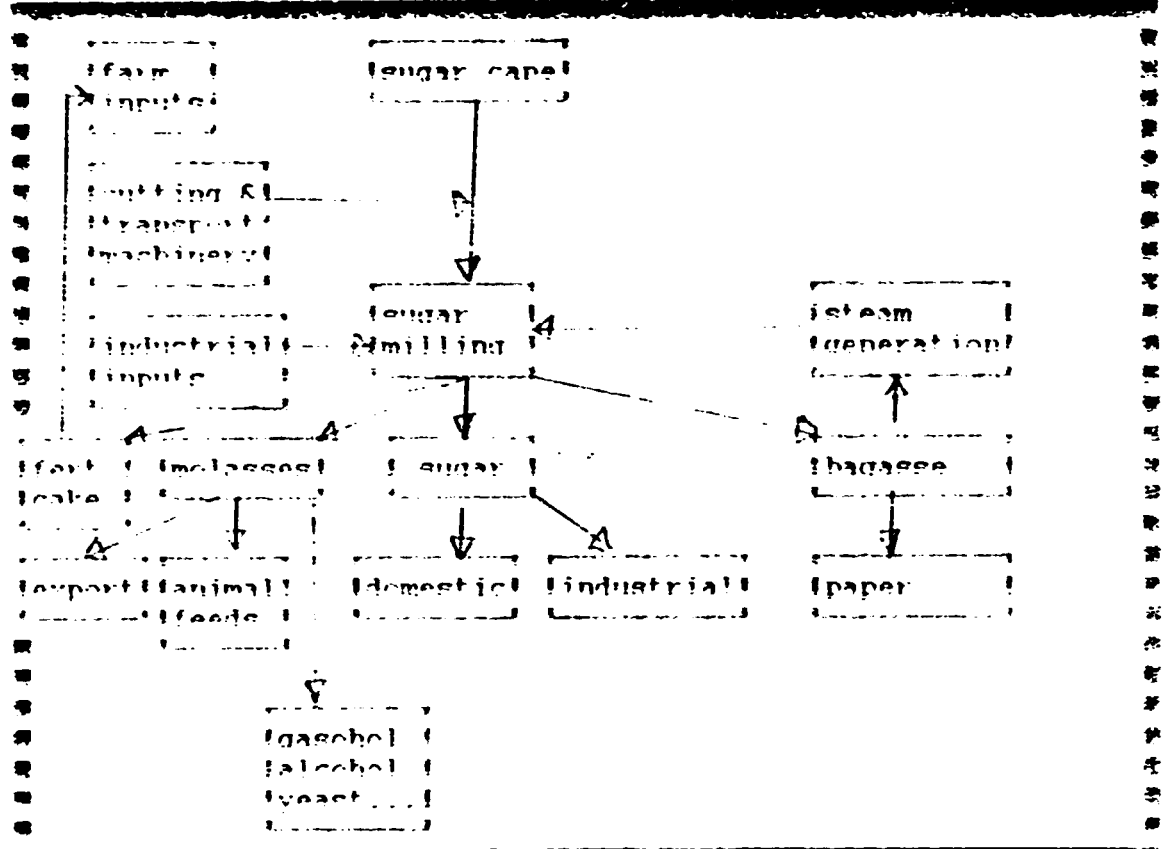 farm
inputs
sugar cane
cutting &
transport
machinery
sugar
milling
steam
generation
industrial
inputs
cake
molasses
sugar
bagasse
export
animal
feeds
domestic
industrial
paper
gasohol
alcohol
yeast